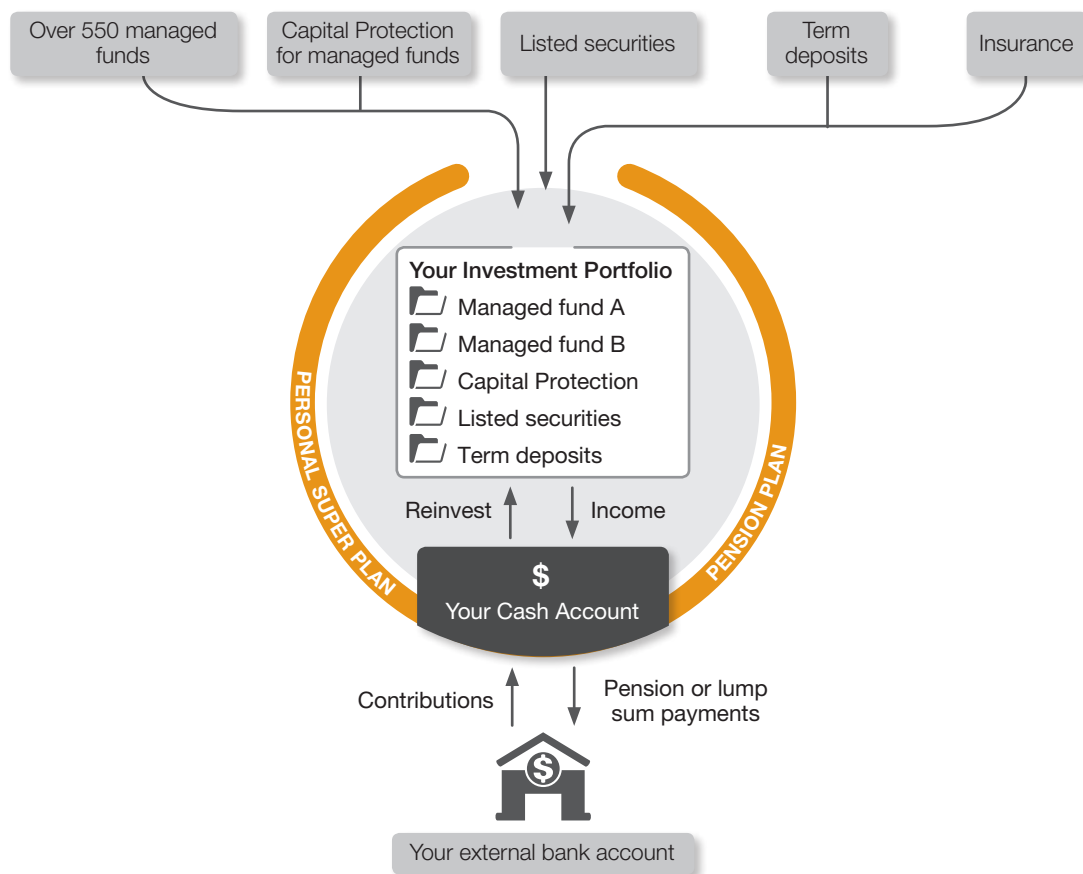 Over 550 managed
funds
Capital Protection
for managed funds
Listed securities
Term
deposits
Insurance
Your Investment Portfolio
Managed fund A
Managed fund B
Capital Protection
Listed securities
Term deposits
PERSONAL SUPER PLAN
PENSION PLAN
Reinvest
Income
$
Your Cash Account
Contributions
Pension or lump
sum payments
$
Your external bank account